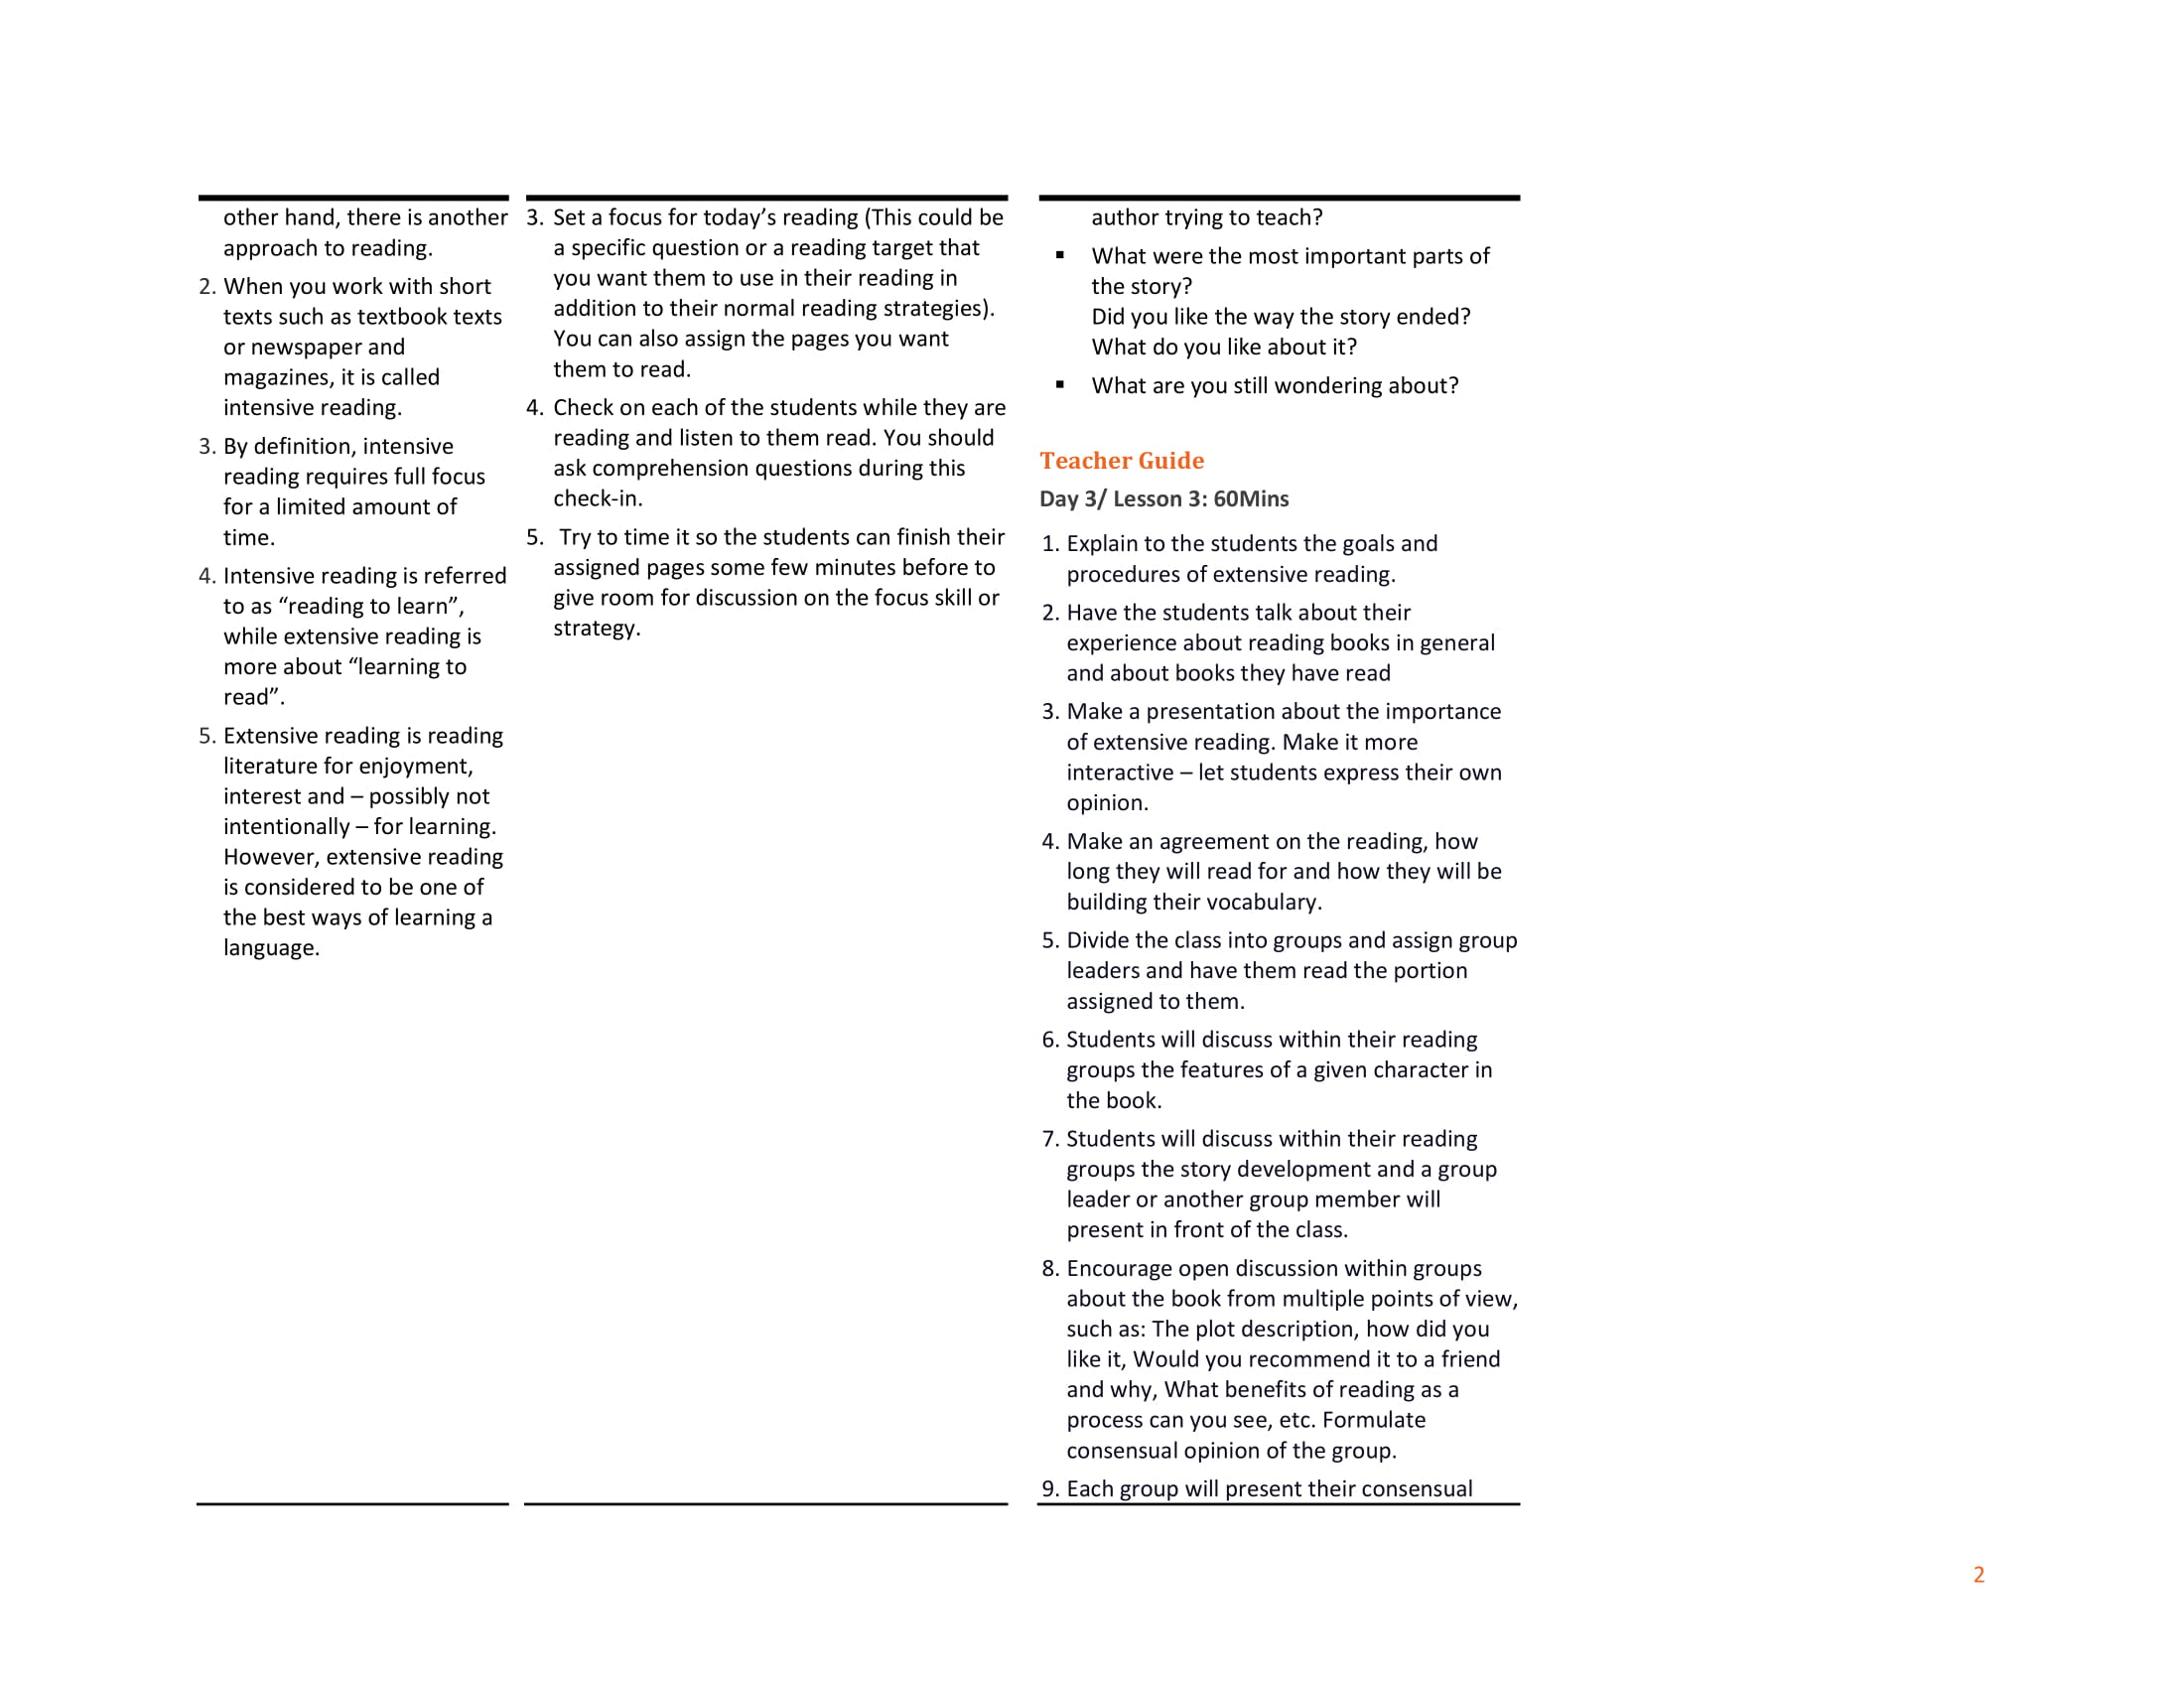 other hand, there is another
approach to reading.
2. When you work with short
texts such as textbook texts
or newspaper and
magazines, it is called
intensive reading.
3. By definition, intensive
reading requires full focus
for a limited amount of
time.
4. Intensive reading is referred
to as “reading to learn”,
while extensive reading is
more about “learning to
read”.
5. Extensive reading is reading
literature for enjoyment,
interest and – possibly not
intentionally – for learning.
However, extensive reading
is considered to be one of
the best ways of learning a
language.
3. Set a focus for today’s reading (This could be
a specific question or a reading target that
you want them to use in their reading in
addition to their normal reading strategies).
You can also assign the pages you want
them to read.
4. Check on each of the students while they are
reading and listen to them read. You should
ask comprehension questions during this
check-in.
5. Try to time it so the students can finish their
assigned pages some few minutes before to
give room for discussion on the focus skill or
strategy.
author trying to teach?
▪ What were the most important parts of
the story?
Did you like the way the story ended?
What do you like about it?
▪ What are you still wondering about?
Teacher Guide
Day 3/ Lesson 3: 60Mins
1. Explain to the students the goals and
procedures of extensive reading.
2. Have the students talk about their
experience about reading books in general
and about books they have read
3. Make a presentation about the importance
of extensive reading. Make it more
interactive – let students express their own
opinion.
4. Make an agreement on the reading, how
long they will read for and how they will be
building their vocabulary.
5. Divide the class into groups and assign group
leaders and have them read the portion
assigned to them.
6. Students will discuss within their reading
groups the features of a given character in
the book.
7. Students will discuss within their reading
groups the story development and a group
leader or another group member will
present in front of the class.
8. Encourage open discussion within groups
about the book from multiple points of view,
such as: The plot description, how did you
like it, Would you recommend it to a friend
and why, What benefits of reading as a
process can you see, etc. Formulate
consensual opinion of the group.
9. Each group will present their consensual
2